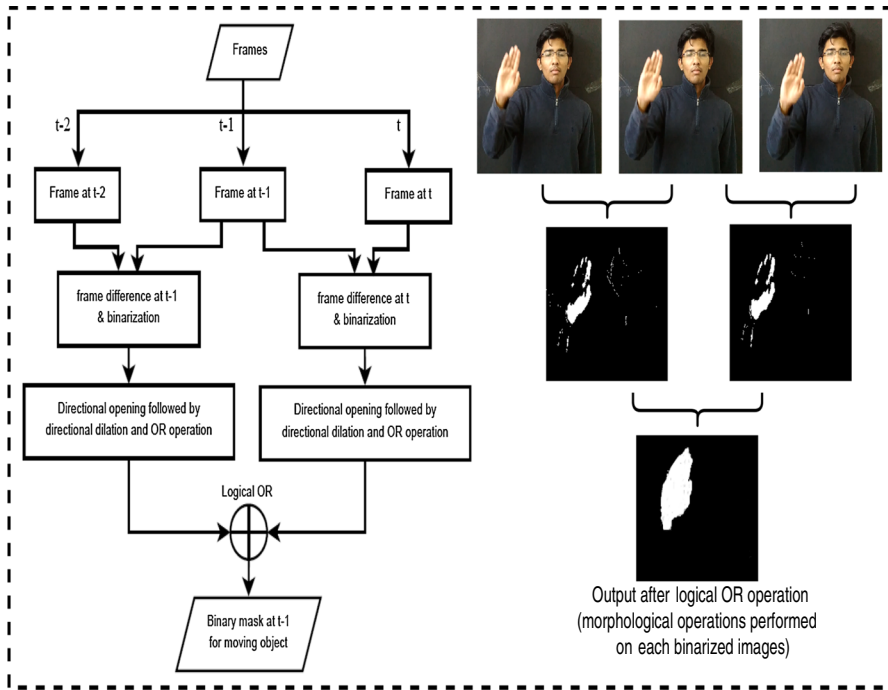 Frames
t-2
t-1
t
Frame at t-2
Frame at t-1
Frame at t
frame difference at t-1
& binarization
frame difference at t
& binarization
Directional opening followed by
directional dilation and OR operation
Directional opening followed by
directional dilation and OR operation
Logical OR
Binary mask at t-1
for moving object
Output after logical OR operation
(morphological operations performed
on each binarized images)